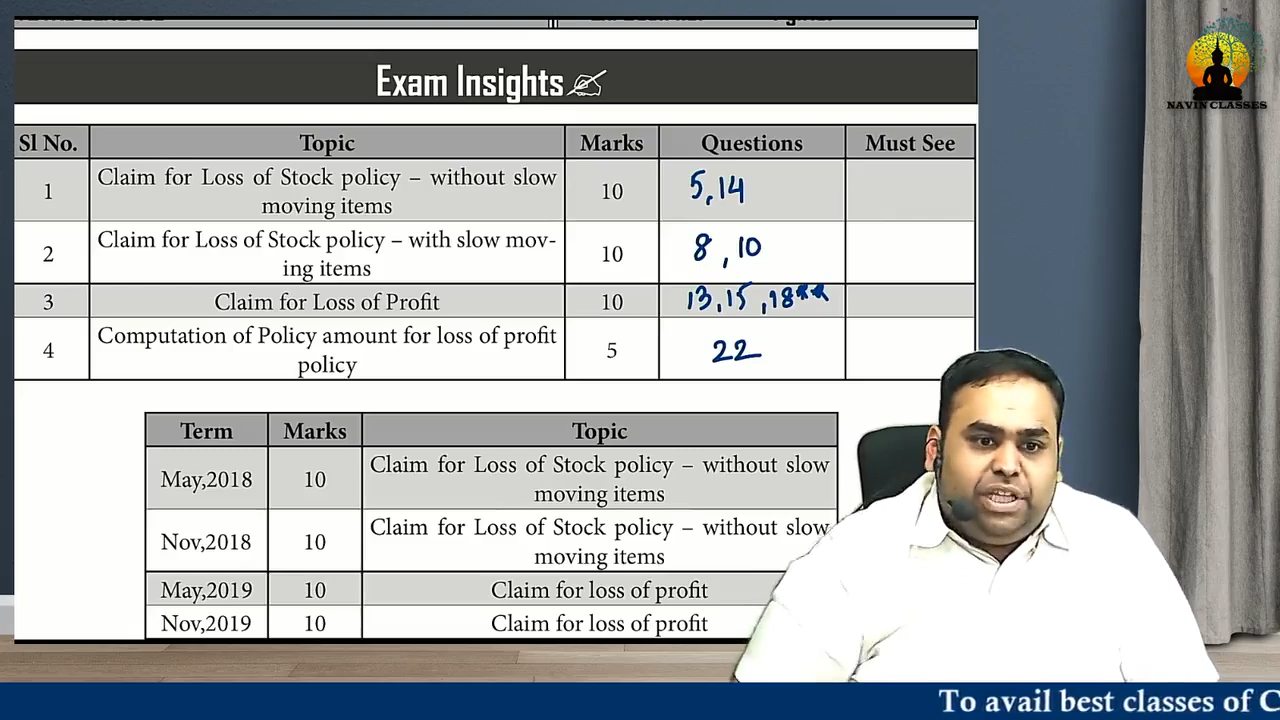 NAVIN CLASSES
Exam Insights
Sl No. Topic Marks Questions Must See
1 Claim for Loss of Stock policy – without slow
moving items 10 5, 14
2 Claim for Loss of Stock policy – with slow mov-
ing items 10 8, 10
3 Claim for Loss of Profit 10 13, 15, 18**
4 Computation of Policy amount for loss of profit
policy 5 22
Term Marks Topic
May,2018 10 Claim for Loss of Stock policy – without slow
moving items
Nov,2018 10 Claim for Loss of Stock policy – without slow
moving items
May,2019 10 Claim for loss of profit
Nov,2019 10 Claim for loss of profit
To avail best classes of C